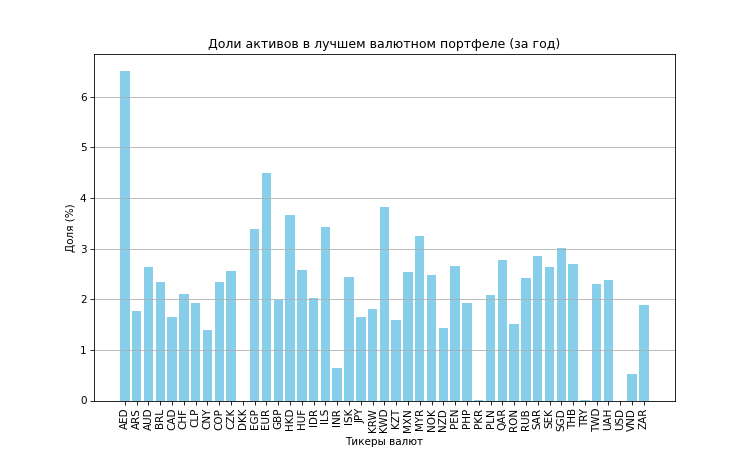 Доли активов в лучшем валютном портфеле (за год)
Доля (%)
6
5
4
3
2
1
0
AED ARS AUD BRL CAD CHF CLP CNY COP CZK DKK EGP EUR GBP HKD HUF IDR ILS INR ISK JPY KRW KWD KZT MXN MYR NOK NZD PEN PHP PKR PLN QAR RON RUB SAR SEK SGD THB TRY TWD UAH USD VND ZAR
Тикеры валют